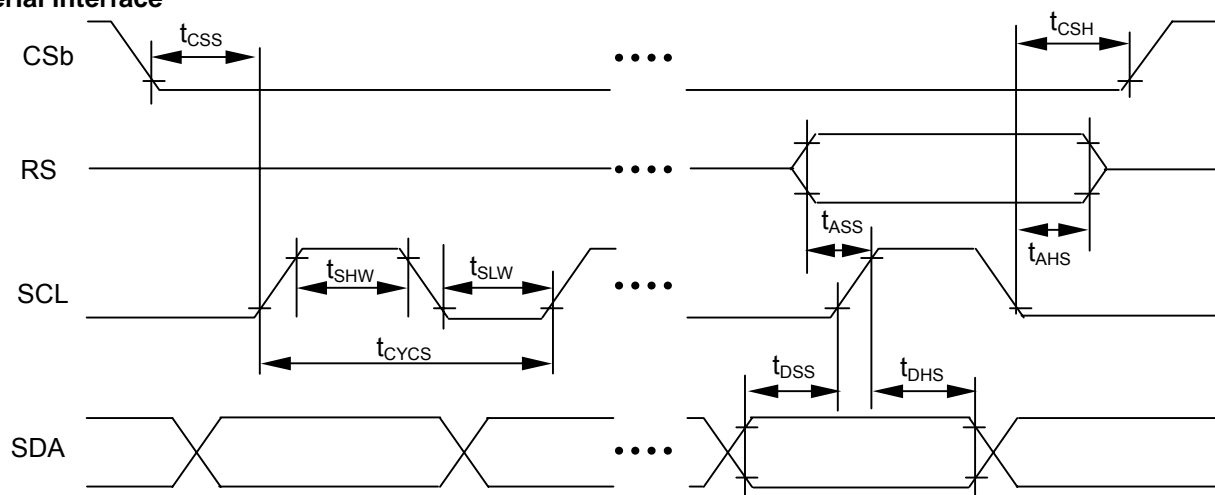 erial Interface
CSb
tCSS
tCSH
RS
tASS
tAHS
SCL
tSHW
tSLW
tCYCS
tDSS
tDHS
SDA